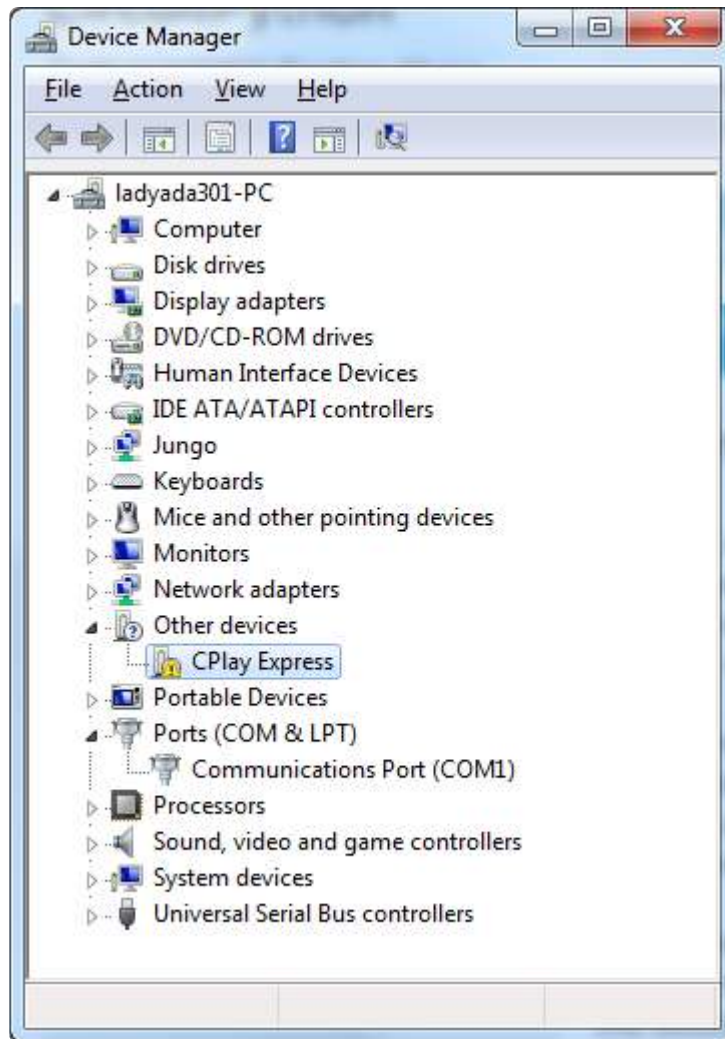 Device Manager
File Action View Help
ladyada301-PC
Computer
Disk drives
Display adapters
DVD/CD-ROM drives
Human Interface Devices
IDE ATA/ATAPI controllers
Jungo
Keyboards
Mice and other pointing devices
Monitors
Network adapters
Other devices
CPlay Express
Portable Devices
Ports (COM & LPT)
Communications Port (COM1)
Processors
Sound, video and game controllers
System devices
Universal Serial Bus controllers